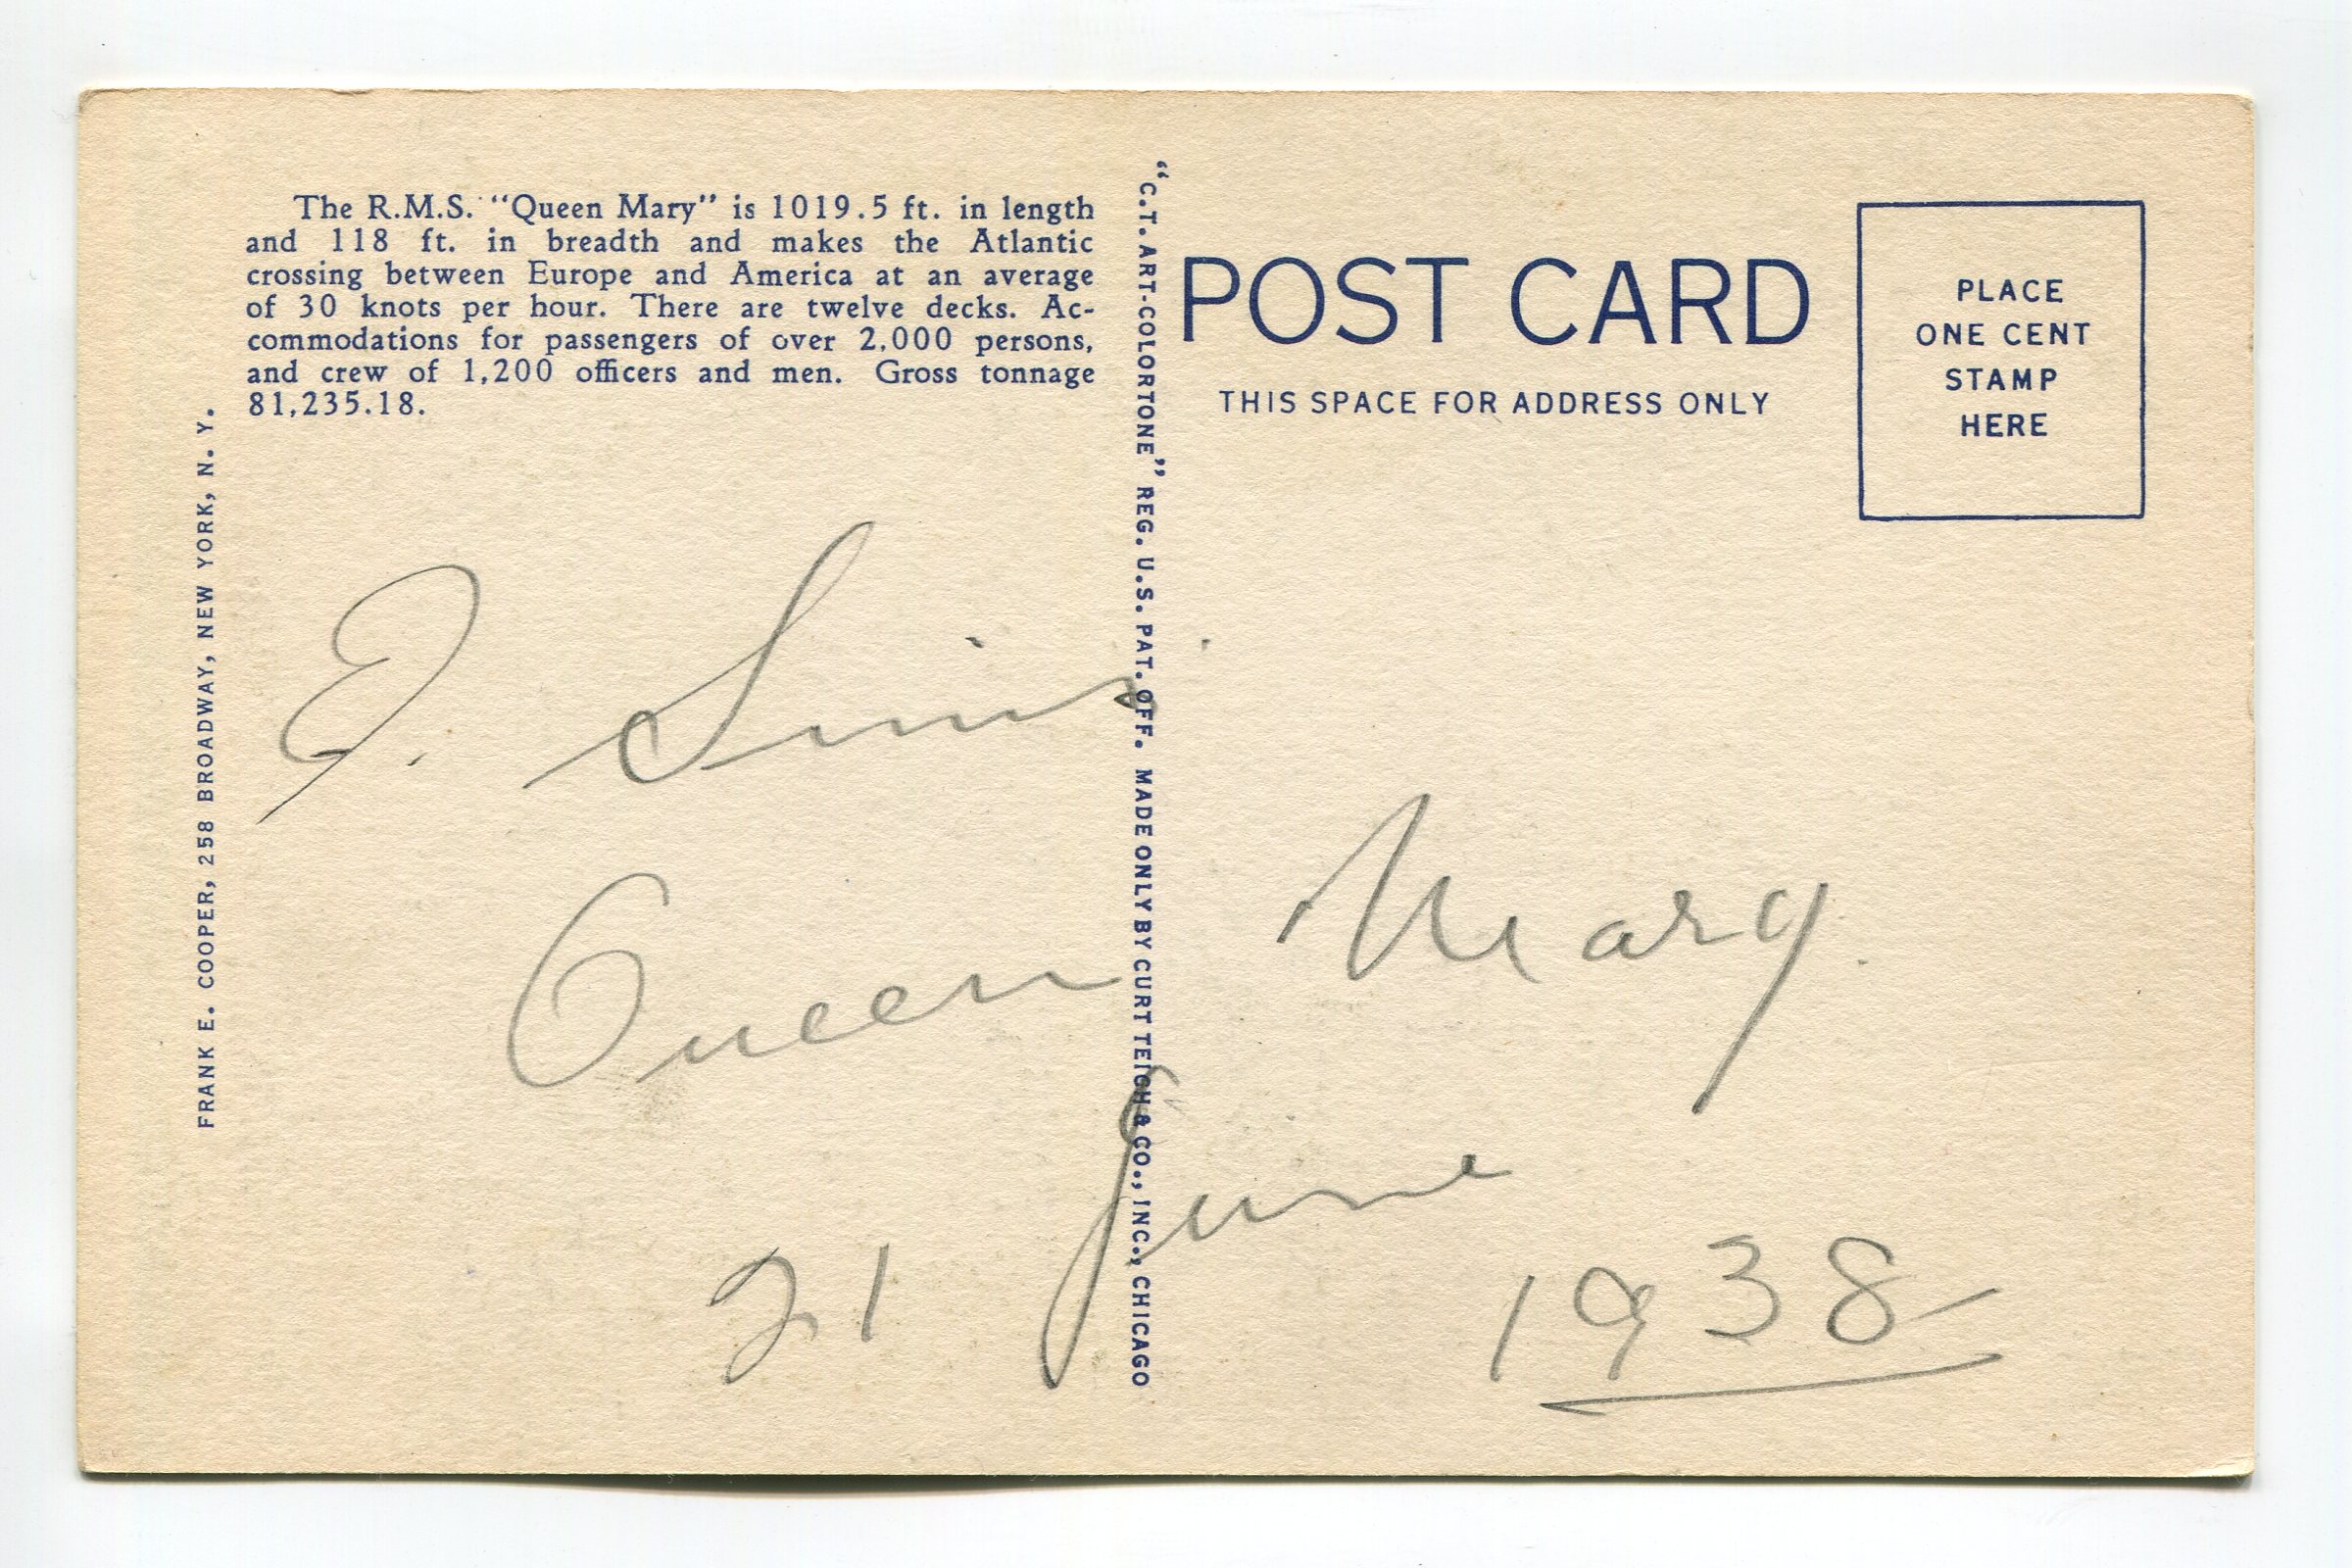 The R.M.S. "Queen Mary" is 1019.5 ft. in length
and 118 ft. in breadth and makes the Atlantic
crossing between Europe and America at an average
of 30 knots per hour. There are twelve decks. Ac-
commodations for passengers of over 2,000 persons,
and crew of 1,200 officers and men. Gross tonnage
81,235.18.
FRANK E. COOPER, 258 BROADWAY, NEW YORK, N. Y.
"C.T. ART-COLORTONE" REG. U.S. PAT. OFF. MADE ONLY BY CURT TEICH & CO., INC., CHICAGO
POST CARD
THIS SPACE FOR ADDRESS ONLY
PLACE
ONE CENT
STAMP
HERE
Queen Mary.
21 June 1938